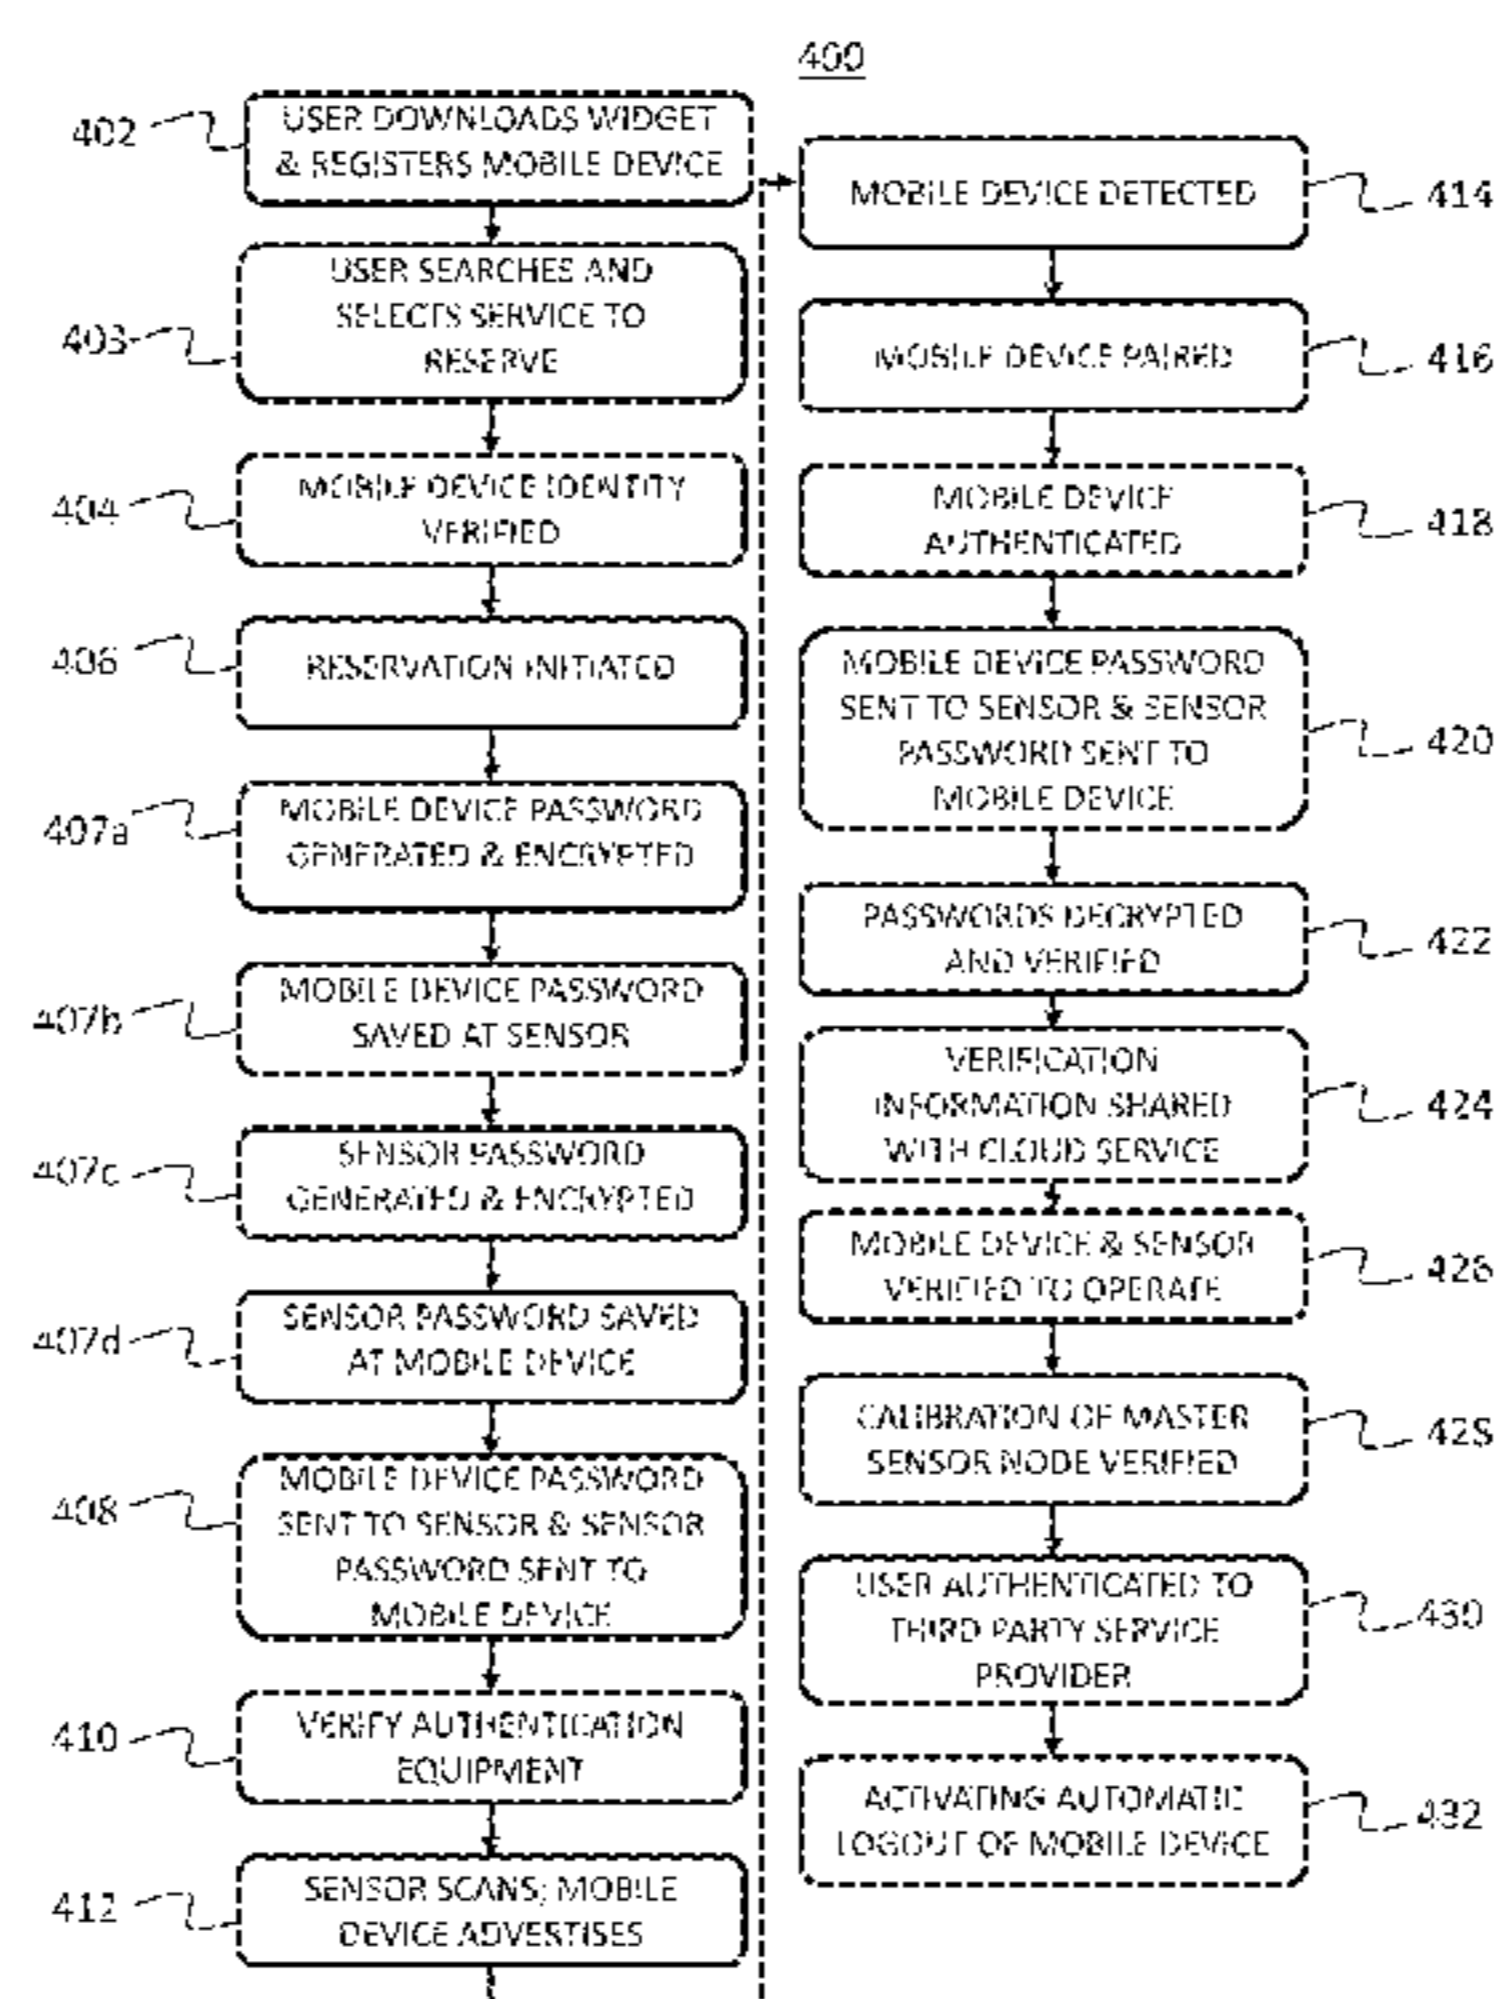 400
402
USER DOWNLOADS WIDGET
& REGISTERS MOBILE DEVICE
403
USER SEARCHES AND
SELECTS SERVICE TO
RESERVE
404
MOBILE DEVICE IDENTITY
VERIFIED
406
RESERVATION INITIATED
407a
MOBILE DEVICE PASSWORD
GENERATED & ENCRYPTED
407b
MOBILE DEVICE PASSWORD
SAVED AT SENSOR
407c
SENSOR PASSWORD
GENERATED & ENCRYPTED
407d
SENSOR PASSWORD SAVED
AT MOBILE DEVICE
408
MOBILE DEVICE PASSWORD
SENT TO SENSOR & SENSOR
PASSWORD SENT TO
MOBILE DEVICE
410
VERIFY AUTHENTICATION
EQUIPMENT
412
SENSOR SCANS; MOBILE
DEVICE ADVERTISES
MOBILE DEVICE DETECTED
414
MOBILE DEVICE PAIRED
416
MOBILE DEVICE
AUTHENTICATED
418
MOBILE DEVICE PASSWORD
SENT TO SENSOR & SENSOR
PASSWORD SENT TO
MOBILE DEVICE
420
PASSWORDS DECRYPTED
AND VERIFIED
422
VERIFICATION
INFORMATION SHARED
WITH CLOUD SERVICE
424
MOBILE DEVICE & SENSOR
VERIFIED TO OPERATE
426
CALIBRATION OF MASTER
SENSOR NODE VERIFIED
428
USER AUTHENTICATED TO
THIRD PARTY SERVICE
PROVIDER
430
ACTIVATING AUTOMATIC
LOGOUT OF MOBILE DEVICE
432